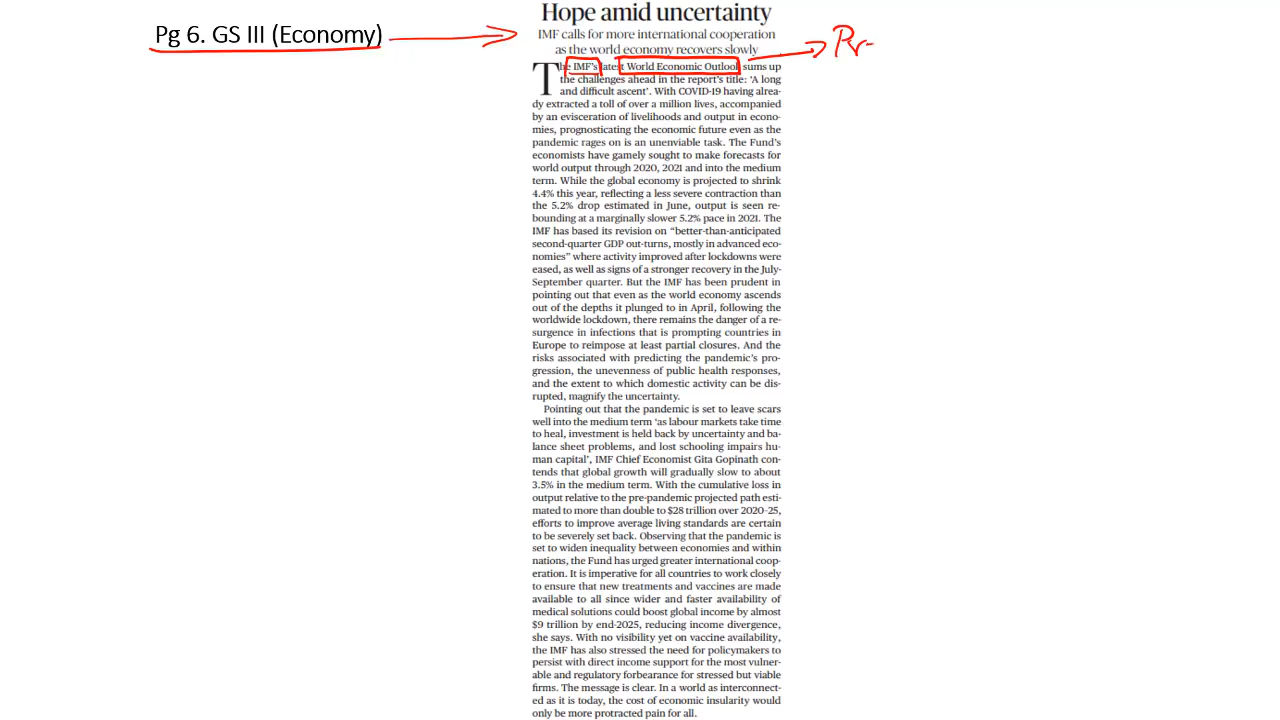 Pg 6. GS III (Economy)
Hope amid uncertainty
IMF calls for more international cooperation
as the world economy recovers slowly
The IMF's latest World Economic Outlook sums up
the challenges ahead in the report's title: 'A long
and difficult ascent'. With COVID-19 having alrea-
dy extracted a toll of over a million lives, accompanied
by an evisceration of livelihoods and output in econo-
mies, prognosticating the economic future even as the
pandemic rages on is an unenviable task. The Fund's
economists have gamely sought to make forecasts for
world output through 2020, 2021 and into the medium
term. While the global economy is projected to shrink
4.4% this year, reflecting a less severe contraction than
the 5.2% drop estimated in June, output is seen re-
bounding at a marginally slower 5.2% pace in 2021. The
IMF has based its revision on "better-than-anticipated
second-quarter GDP out-turns, mostly in advanced eco-
nomies" where activity improved after lockdowns were
eased, as well as signs of a stronger recovery in the July-
September quarter. But the IMF has been prudent in
pointing out that even as the world economy ascends
out of the depths it plunged to in April, following the
worldwide lockdown, there remains the danger of a re-
surgence in infections that is prompting countries in
Europe to reimpose at least partial closures. And the
risks associated with predicting the pandemic's pro-
gression, the unevenness of public health responses,
and the extent to which domestic activity can be dis-
rupted, magnify the uncertainty.
Pointing out that the pandemic is set to leave scars
well into the medium term 'as labour markets take time
to heal, investment is held back by uncertainty and ba-
lance sheet problems, and lost schooling impairs hu-
man capital', IMF Chief Economist Gita Gopinath con-
tends that global growth will gradually slow to about
3.5% in the medium term. With the cumulative loss in
output relative to the pre-pandemic projected path esti-
mated to more than double to $28 trillion over 2020-25,
efforts to improve average living standards are certain
to be severely set back. Observing that the pandemic is
set to widen inequality between economies and within
nations, the Fund has urged greater international coop-
eration. It is imperative for all countries to work closely
to ensure that new treatments and vaccines are made
available to all since wider and faster availability of
medical solutions could boost global income by almost
$9 trillion by end-2025, reducing income divergence,
she says. With no visibility yet on vaccine availability,
the IMF has also stressed the need for policymakers to
persist with direct income support for the most vulner-
able and regulatory forbearance for stressed but viable
firms. The message is clear. In a world as interconnect-
ed as it is today, the cost of economic insularity would
only be more protracted pain for all.